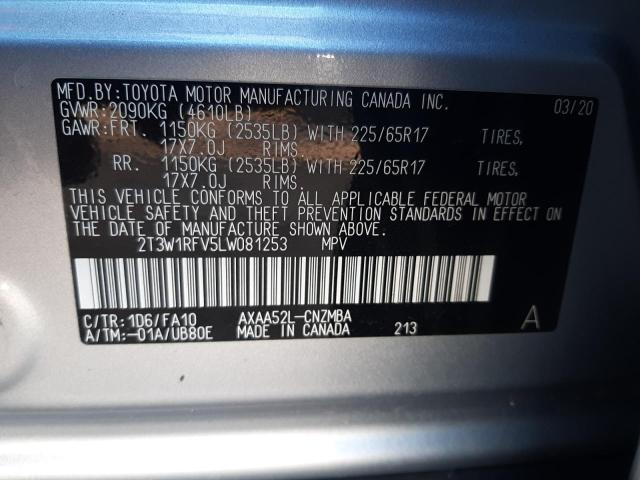 MFD.BY:TOYOTA MOTOR MANUFACTURING CANADA INC. 03/20
GVWR:2090KG (4610LB)
GAWR:FRT. 1150KG (2535LB) WITH 225/65R17 TIRES,
17X7.0J RIMS
RR. 1150KG (2535LB) WITH 225/65R17 TIRES,
17X7.0J RIMS.
THIS VEHICLE CONFORMS TO ALL APPLICABLE FEDERAL MOTOR
VEHICLE SAFETY AND THEFT PREVENTION STANDARDS IN EFFECT ON
THE DATE OF MANUFACTURE SHOWN ABOVE.
2T3W1RFV5LW081253 MPV
C/TR:1D6/FA10 AXAA52L-CNZMBA
A/TM:-01A/UB80E MADE IN CANADA 213 A